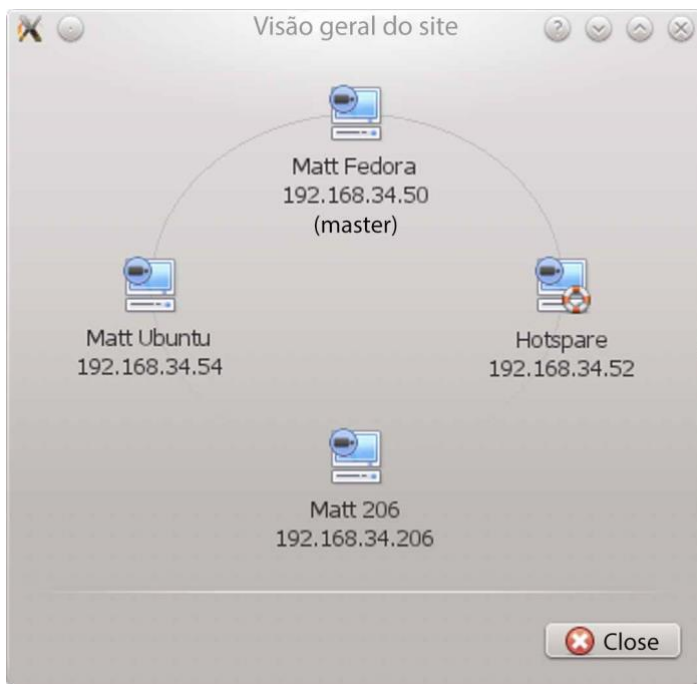 Visão geral do site
Matt Fedora
192.168.34.50
(master)
Matt Ubuntu
192.168.34.54
Hotspare
192.168.34.52
Matt 206
192.168.34.206
Close